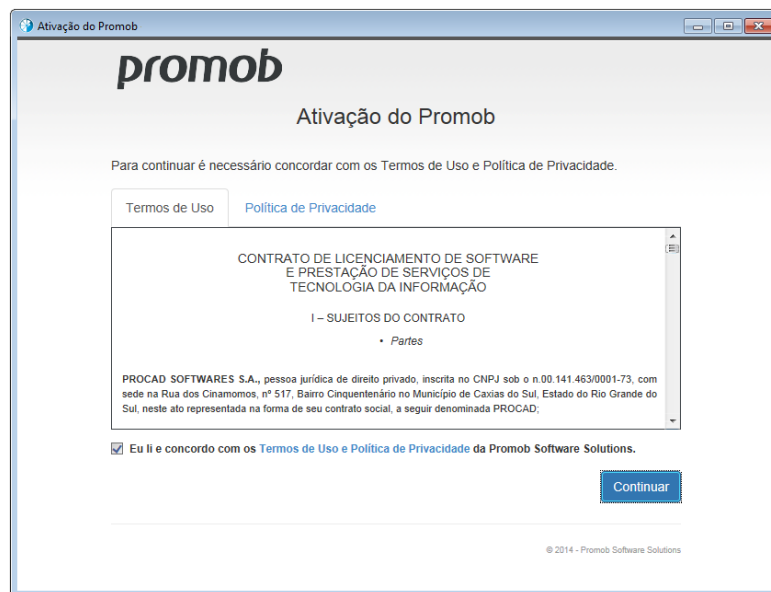 Ativação do Promob
promob
Ativação do Promob
Para continuar é necessário concordar com os Termos de Uso e Política de Privacidade.
Termos de Uso
Política de Privacidade
CONTRATO DE LICENCIAMENTO DE SOFTWARE
E PRESTAÇÃO DE SERVIÇOS DE
TECNOLOGIA DA INFORMAÇÃO
I – SUJEITOS DO CONTRATO
• Partes
PROCAD SOFTWARES S.A., pessoa jurídica de direito privado, inscrita no CNPJ sob o n.00.141.463/0001-73, com
sede na Rua dos Cinamomos, nº 517, Bairro Cinquentenário no Município de Caxias do Sul, Estado do Rio Grande do
Sul, neste ato representada na forma de seu contrato social, a seguir denominada PROCAD;
Eu li e concordo com os Termos de Uso e Política de Privacidade da Promob Software Solutions.
Continuar
© 2014 - Promob Software Solutions